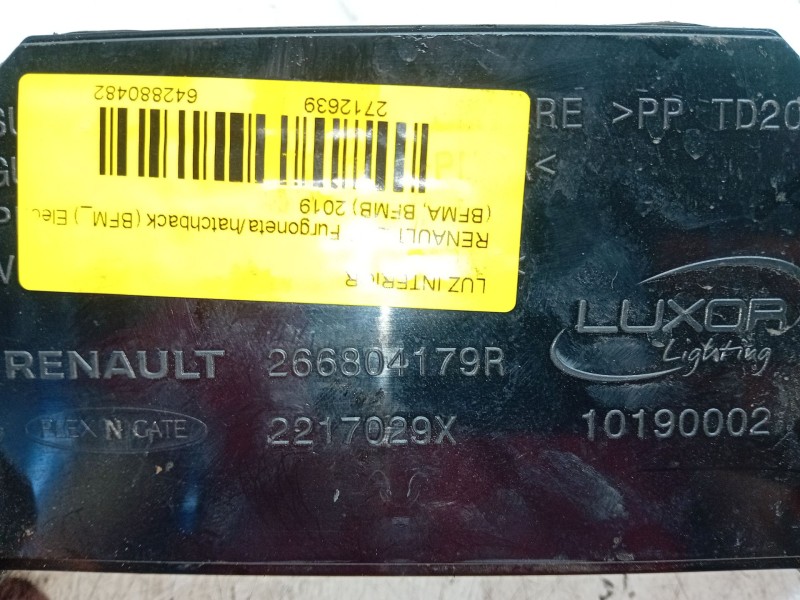 LUZ INTERIOR
RENAULT Furgoneta/hatchback (BFM_) Elec
(BFMA, BFMB) 2019
2712639 642880482
RE >PP TD20
<
LUXOR
Lighting
RENAULT 266804179R
FLEX N GATE 2217029X 10190002